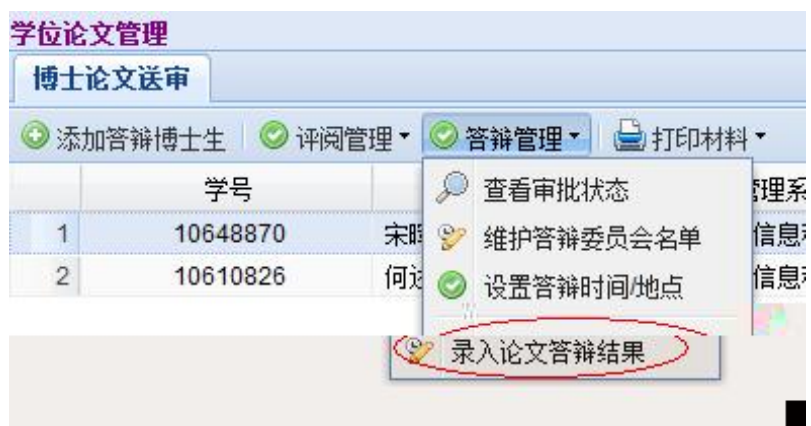 学位论文管理
博士论文送审
添加答辩博士生 评阅管理 答辩管理 打印材料
学号
1 10648870
2 10610826 何
查看审批状态
维护答辩委员会名单
设置答辩时间/地点
录入论文答辩结果
管理系
信息
信息